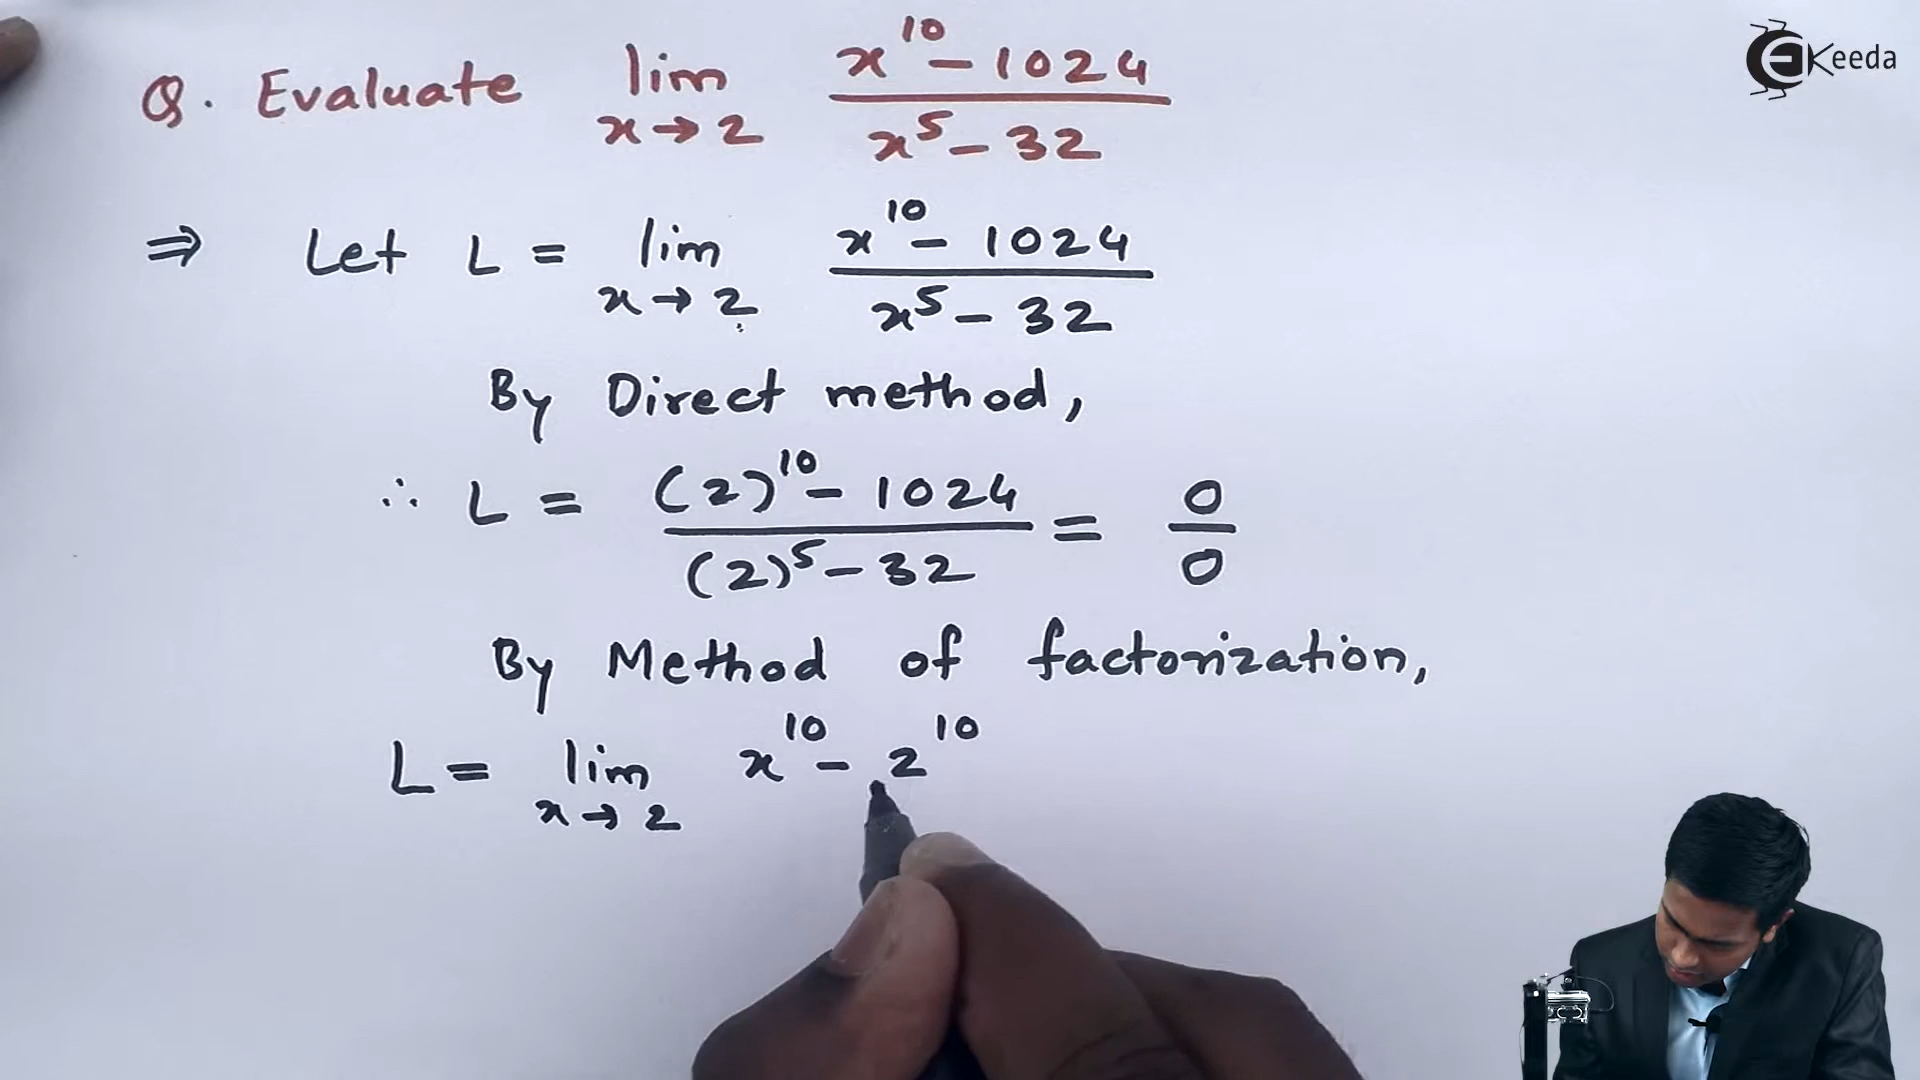 Q. Evaluate lim x→2 x^10 - 1024 / x^5 - 32
⇒ Let L = lim x→2 x^10 - 1024 / x^5 - 32
By Direct method,
∴ L = (2)^10 - 1024 / (2)^5 - 32 = 0/0
By Method of factorization,
L = lim x→2 x^10 - 2^10
EKeeda